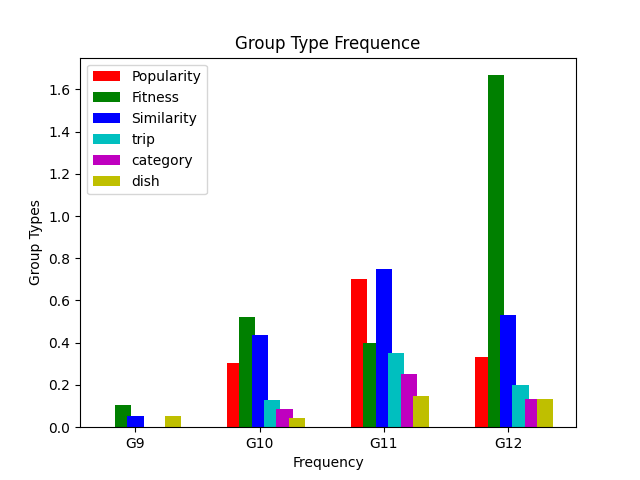 Group Type Frequence
Popularity
Fitness
Similarity
trip
category
dish
1.6
1.4
1.2
1.0
0.8
0.6
0.4
0.2
0.0
Group Types
G9 G10 G11 G12
Frequency